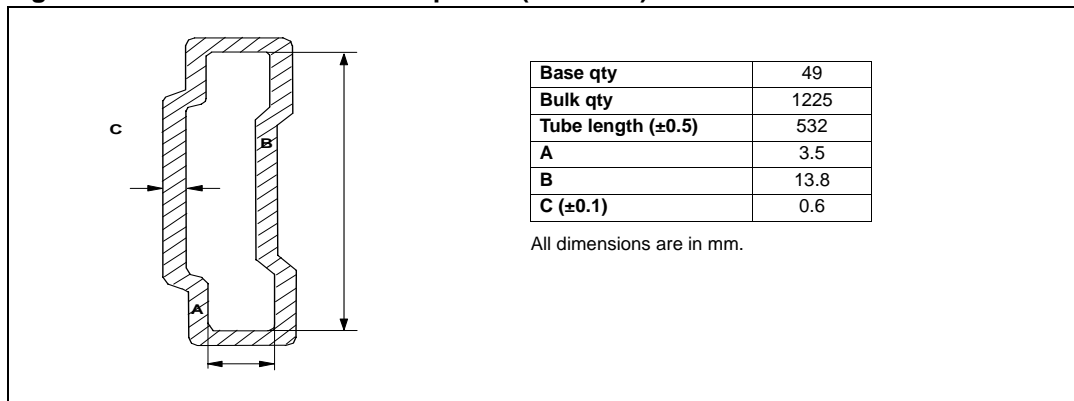 C
B
A
Base qty 49
Bulk qty 1225
Tube length (±0.5) 532
A 3.5
B 13.8
C (±0.1) 0.6
All dimensions are in mm.